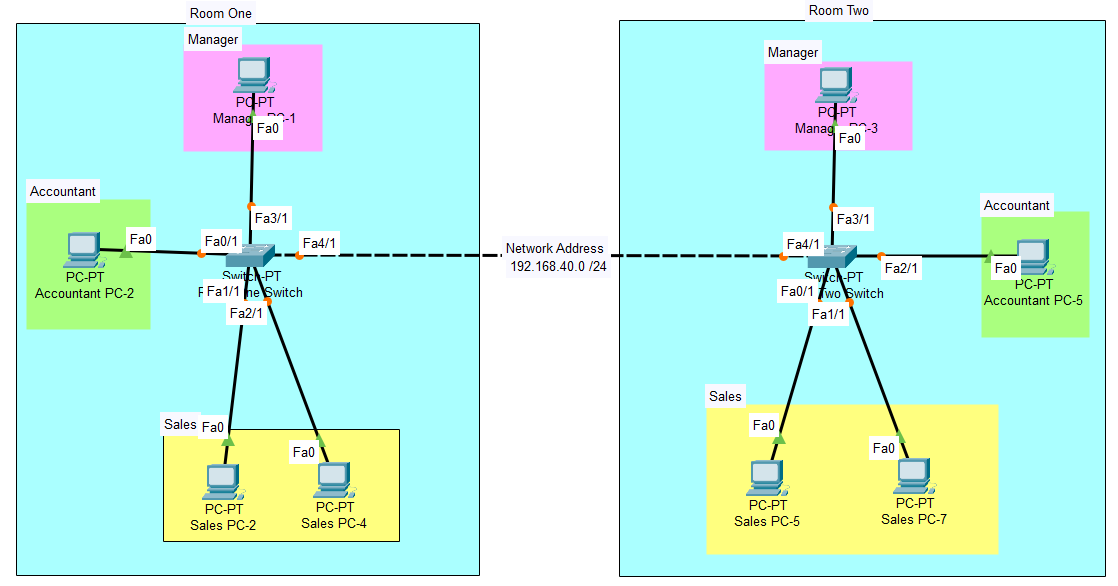 Room One
Manager
PC-PT
Fa0
Accountant
Fa0
PC-PT
Accountant PC-2
Fa3/1
Fa0/1
Fa4/1
Switch
Fa1/1
Fa2/1
Sales
Fa0
Fa0
PC-PT
Sales PC-2
PC-PT
Sales PC-4
Network Address
192.168.40.0 /24
Room Two
Manager
PC-PT
Fa0
Accountant
Fa0
PC-PT
Accountant PC-5
Fa3/1
Fa4/1
Fa2/1
Two Switch
Fa0/1
Fa1/1
Sales
Fa0
Fa0
PC-PT
Sales PC-5
PC-PT
Sales PC-7